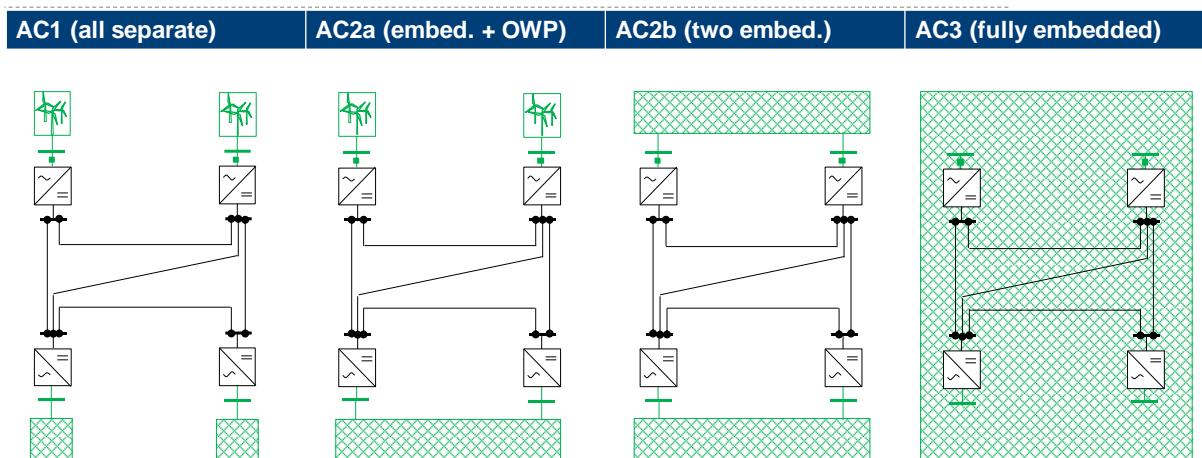 AC1 (all separate)
AC2a (embed. + OWP)
AC2b (two embed.)
AC3 (fully embedded)